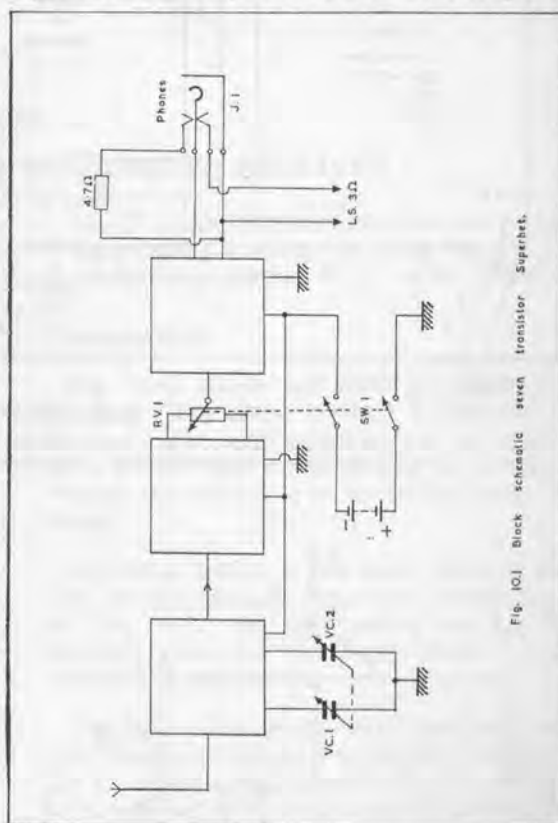 Phones
J. 1
4·7Ω
L.S. 3Ω
R.V. 1
SW. 1
−
+
VC. 1
VC. 2
Fig. 10.1 Block schematic seven transistor Superhet.